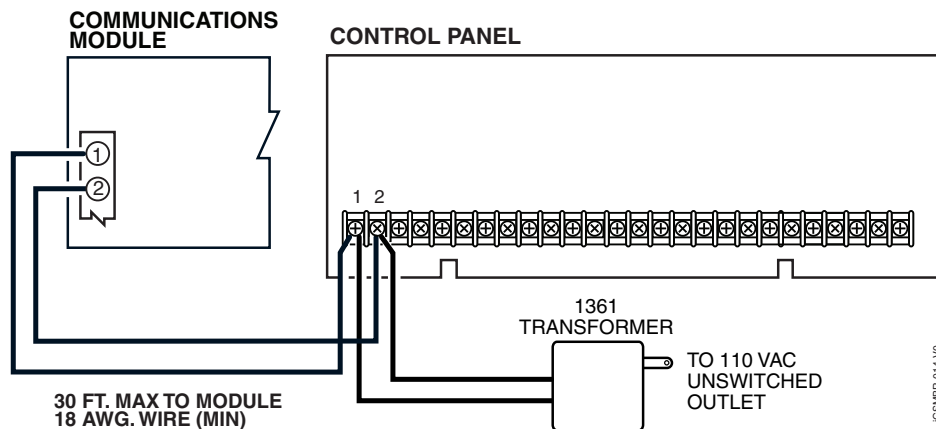 COMMUNICATIONS
MODULE
CONTROL PANEL
1
2
1 2
1361
TRANSFORMER
TO 110 VAC
UNSWITCHED
OUTLET
30 FT. MAX TO MODULE
18 AWG. WIRE (MIN)